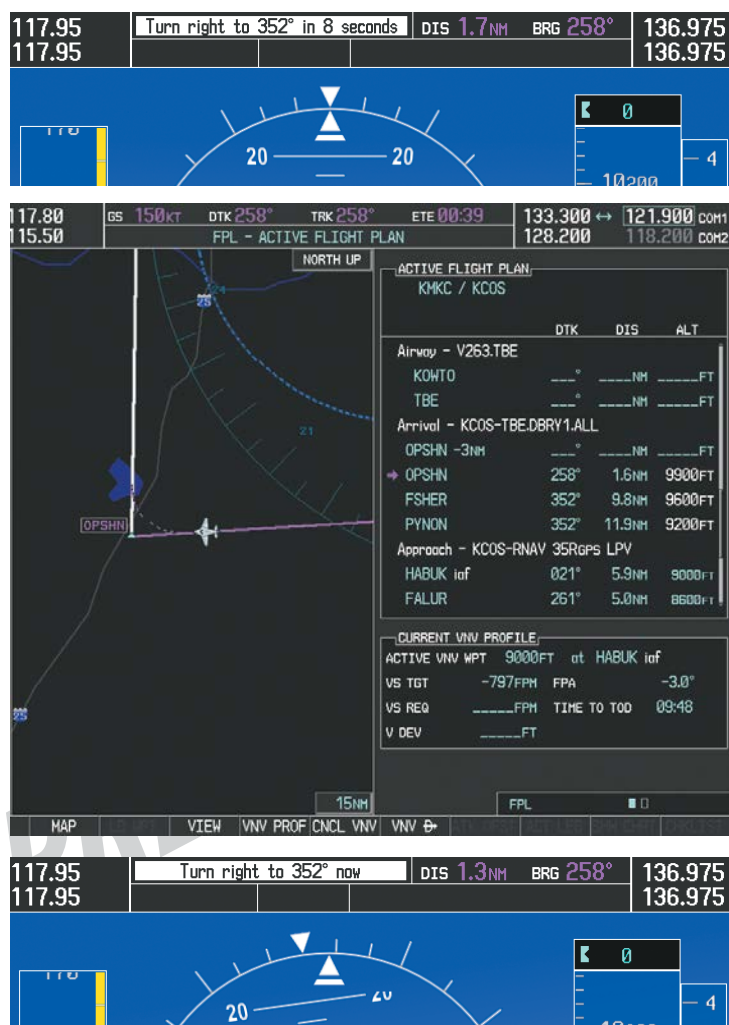 117.95 Turn right to 352° in 8 seconds DIS 1.7NM BRG 258° 136.975
117.95 136.975
0
20 20
4
10200
117.80 GS 150KT DTK 258° TRK 258° ETE 00:39 133.300 ↔ 121.900 COM1
115.50 FPL - ACTIVE FLIGHT PLAN 128.200 118.200 COM2
NORTH UP
ACTIVE FLIGHT PLAN
KMKC / KCOS
DTK DIS ALT
Airway - V263.TBE
KOWTO ___° ____NM _____FT
TBE ___° ____NM _____FT
Arrival - KCOS-TBE.DBRY1.ALL
OPSHN -3NM ___° ____NM _____FT
OPSHN 258° 1.6NM 9900FT
FSHER 352° 9.8NM 9600FT
PYNON 352° 11.9NM 9200FT
Approach - KCOS-RNAV 35RGPS LPV
HABUK iaf 021° 5.9NM 9000FT
FALUR 261° 5.0NM 8600FT
24
25
21
OPSHN
25
15NM
CURRENT VNV PROFILE
ACTIVE VNV WPT 9000FT at HABUK iaf
VS TGT -797FPM FPA -3.0°
VS REQ _____FPM TIME TO TOD 09:48
V DEV _____FT
FPL
MAP VIEW VNV PROF CNCL VNV VNV D→
117.95 Turn right to 352° now DIS 1.3NM BRG 258° 136.975
117.95 136.975
0
20 20
4